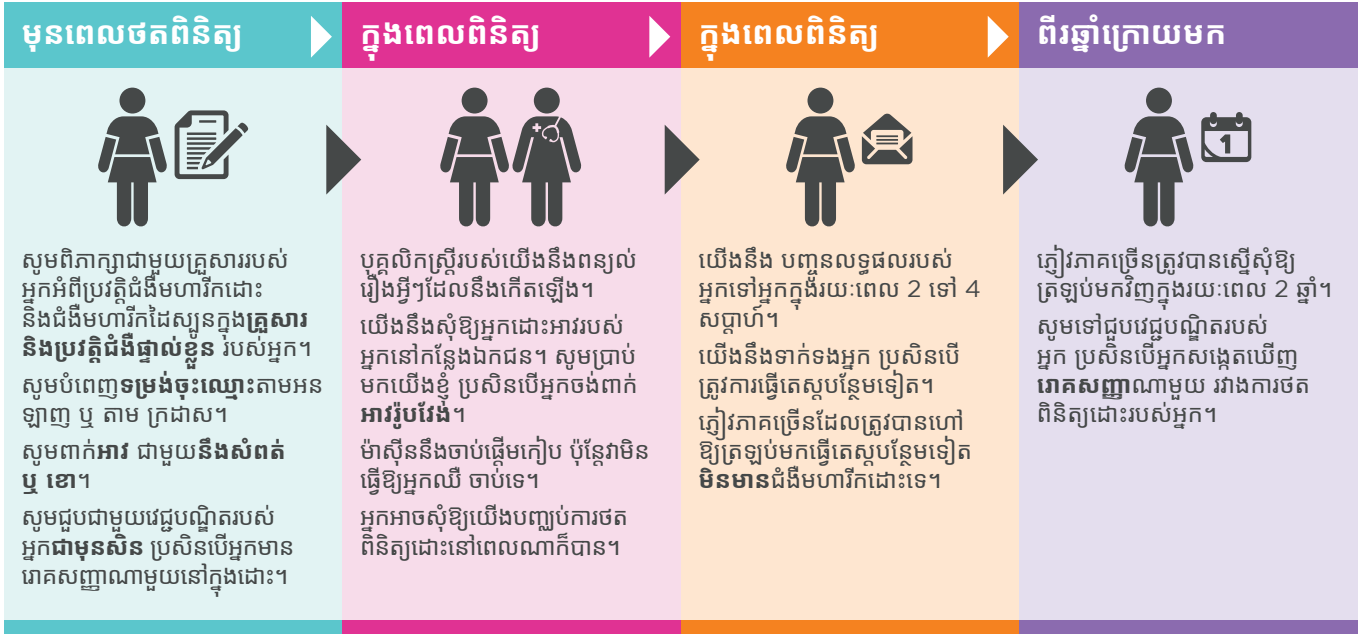 មុនពេលថតពិនិត្យ
សូមពិភាក្សាជាមួយគ្រួសាររបស់
អ្នកអំពីប្រវត្តិជំងឺមហារីកដោះ
និងជំងឺមហារីកដៃស្បូនក្នុងគ្រួសារ
និងប្រវត្តិជំងឺផ្ទាល់ខ្លួន របស់អ្នក។
សូមបំពេញទម្រង់ចុះឈ្មោះតាមអន
ឡាញ ឬ តាម ក្រដាស។
សូមពាក់អាវ ជាមួយនឹងសំពត់
ឬ ខោ។
សូមជួបជាមួយវេជ្ជបណ្ឌិតរបស់
អ្នកជាមុនសិន ប្រសិនបើអ្នកមាន
រោគសញ្ញាណាមួយនៅក្នុងដោះ។
ក្នុងពេលពិនិត្យ
បុគ្គលិកស្ត្រីរបស់យើងនឹងពន្យល់
រឿងអ្វីៗដែលនឹងកើតឡើង។
យើងនឹងសុំឱ្យអ្នកដោះអាវរបស់
អ្នកនៅកន្លែងឯកជន។ សូមប្រាប់
មកយើងខ្ញុំ ប្រសិនបើអ្នកចង់ពាក់
អាវរ៉ូបវែង។
ម៉ាស៊ីននឹងចាប់ផ្តើមកៀប ប៉ុន្តែវាមិន
ធ្វើឱ្យអ្នកឈឺ ចាប់ទេ។
អ្នកអាចសុំឱ្យយើងបញ្ឈប់ការថត
ពិនិត្យដោះនៅពេលណាក៏បាន។
ក្នុងពេលពិនិត្យ
យើងនឹង បញ្ចូនលទ្ធផលរបស់
អ្នកទៅអ្នកក្នុងរយៈពេល 2 ទៅ 4
សប្តាហ៍។
យើងនឹងទាក់ទងអ្នក ប្រសិនបើ
ត្រូវការធ្វើតេស្តបន្ថែមទៀត។
ភ្ញៀវភាគច្រើនដែលត្រូវបានហៅ
ឱ្យត្រឡប់មកធ្វើតេស្តបន្ថែមទៀត
មិនមានជំងឺមហារីកដោះទេ។
ពីរឆ្នាំក្រោយមក
1
ភ្ញៀវភាគច្រើនត្រូវបានស្នើសុំឱ្យ
ត្រឡប់មកវិញក្នុងរយៈពេល 2 ឆ្នាំ។
សូមទៅជួបវេជ្ជបណ្ឌិតរបស់
អ្នក ប្រសិនបើអ្នកសង្កេតឃើញ
រោគសញ្ញាណាមួយ រវាងការថត
ពិនិត្យដោះរបស់អ្នក។